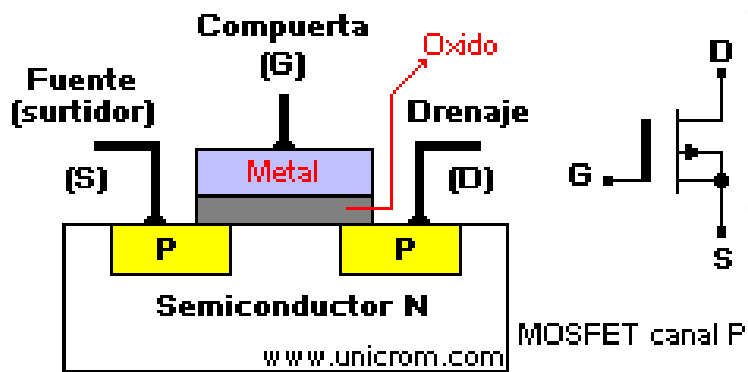 Compuerta
(G)
Oxido
Fuente
(surtidor)
Drenaje
(S)
Metal
(D)
P
P
Semiconductor N
www.unicrom.com
D
G
S
MOSFET canal P